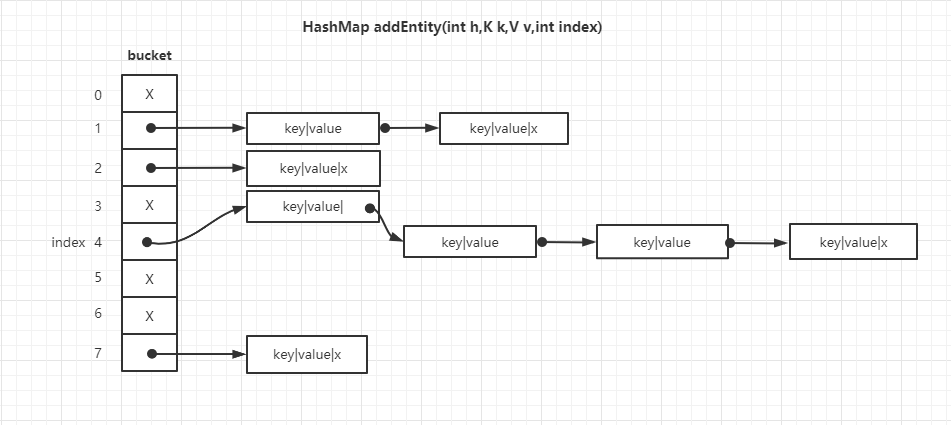 HashMap addEntity(int h,K k,V v,int index)
bucket
0 X
1 key|value key|value|x
2 key|value|x
3 X key|value|
index 4 key|value key|value key|value|x
5 X
6 X
7 key|value|x